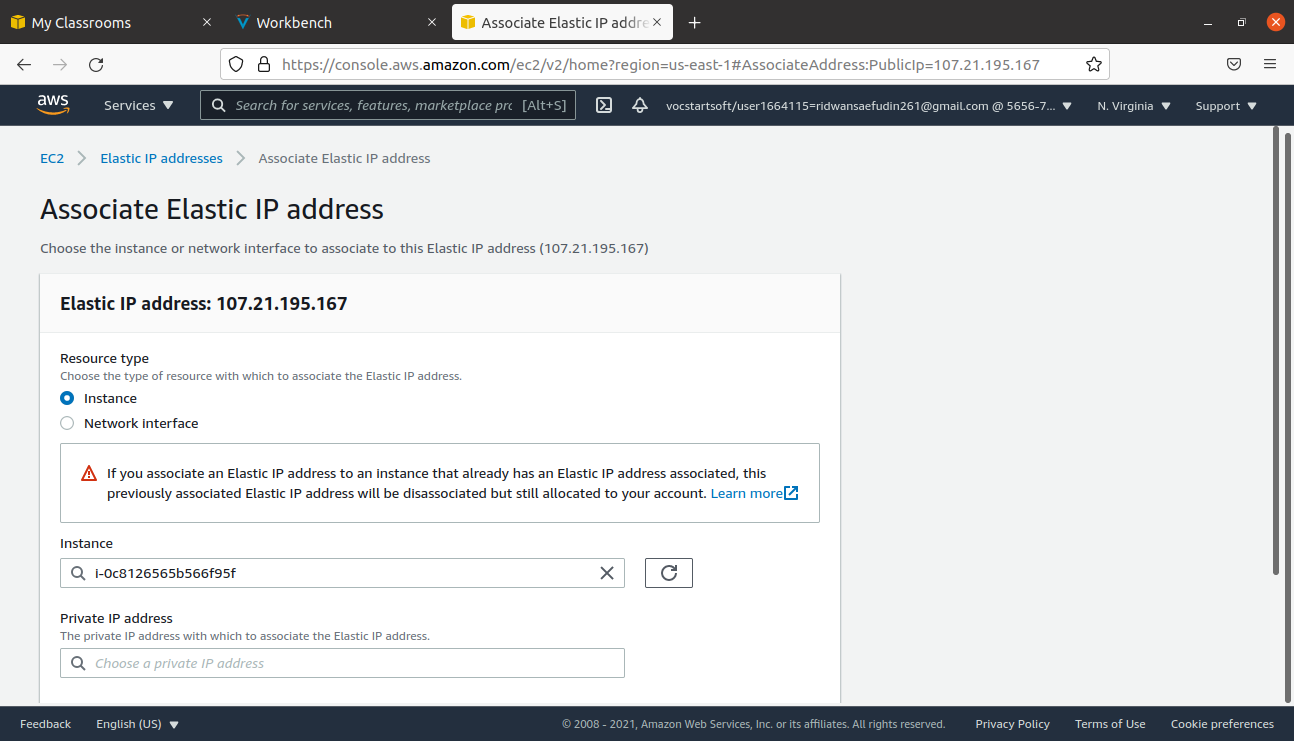 My Classrooms
Workbench
Associate Elastic IP addre
https://console.aws.amazon.com/ec2/v2/home?region=us-east-1#AssociateAddress:PublicIp=107.21.195.167
aws
Services
Search for services, features, marketplace prc [Alt+S]
vocstartsoft/user1664115=ridwansaefudin261@gmail.com @ 5656-7...
N. Virginia
Support
EC2
Elastic IP addresses
Associate Elastic IP address
Associate Elastic IP address
Choose the instance or network interface to associate to this Elastic IP address (107.21.195.167)
Elastic IP address: 107.21.195.167
Resource type
Choose the type of resource with which to associate the Elastic IP address.
Instance
Network interface
If you associate an Elastic IP address to an instance that already has an Elastic IP address associated, this
previously associated Elastic IP address will be disassociated but still allocated to your account. Learn more
Instance
i-0c8126565b566f95f
Private IP address
The private IP address with which to associate the Elastic IP address.
Choose a private IP address
Feedback
English (US)
© 2008 - 2021, Amazon Web Services, Inc. or its affiliates. All rights reserved.
Privacy Policy
Terms of Use
Cookie preferences